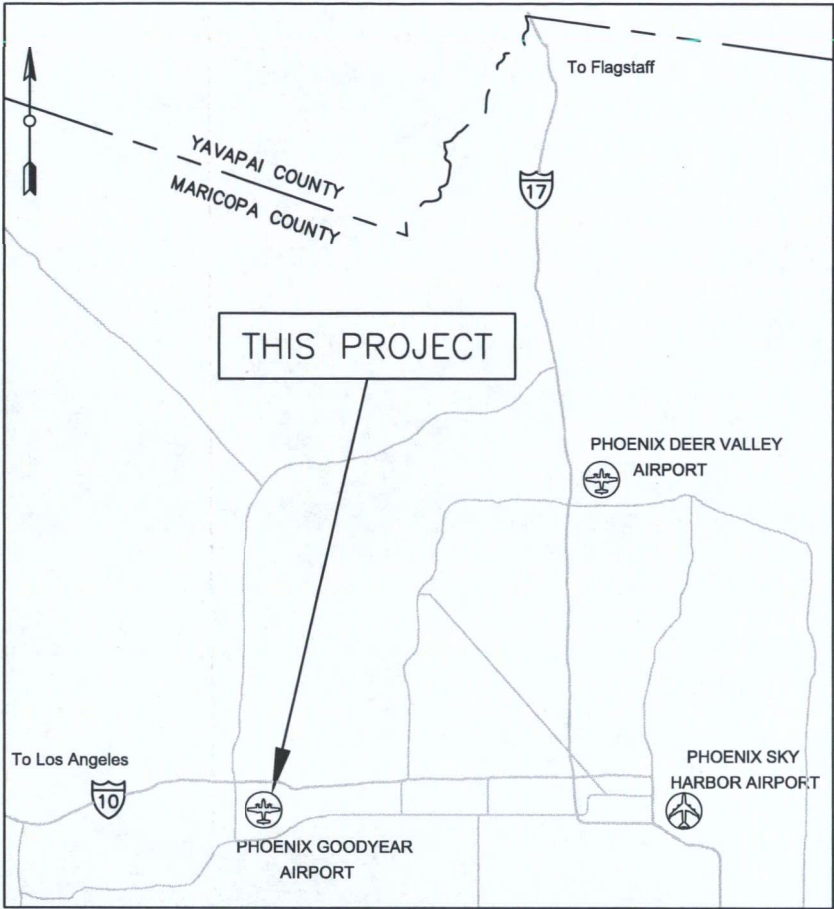 To Flagstaff
YAVAPAI COUNTY
MARICOPA COUNTY
17
THIS PROJECT
PHOENIX DEER VALLEY
AIRPORT
To Los Angeles
10
PHOENIX SKY
HARBOR AIRPORT
PHOENIX GOODYEAR
AIRPORT